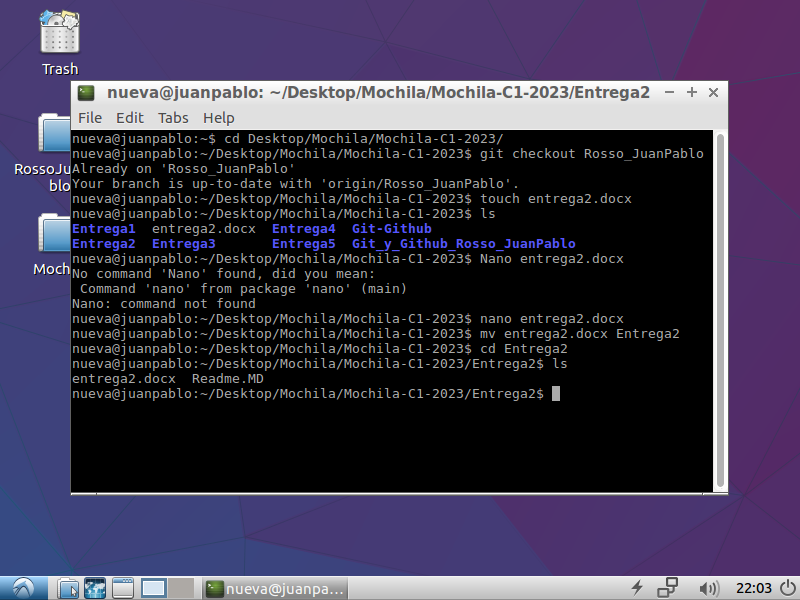 Trash
RossoJu
blo
Moch
nueva@juanpablo: ~/Desktop/Mochila/Mochila-C1-2023/Entrega2
File Edit Tabs Help
nueva@juanpablo:~$ cd Desktop/Mochila/Mochila-C1-2023/
nueva@juanpablo:~/Desktop/Mochila/Mochila-C1-2023$ git checkout Rosso_JuanPablo
Already on 'Rosso_JuanPablo'
Your branch is up-to-date with 'origin/Rosso_JuanPablo'.
nueva@juanpablo:~/Desktop/Mochila/Mochila-C1-2023$ touch entrega2.docx
nueva@juanpablo:~/Desktop/Mochila/Mochila-C1-2023$ ls
Entrega1  entrega2.docx  Entrega4  Git-Github
Entrega2  Entrega3       Entrega5  Git_y_Github_Rosso_JuanPablo
nueva@juanpablo:~/Desktop/Mochila/Mochila-C1-2023$ Nano entrega2.docx
No command 'Nano' found, did you mean:
 Command 'nano' from package 'nano' (main)
Nano: command not found
nueva@juanpablo:~/Desktop/Mochila/Mochila-C1-2023$ nano entrega2.docx
nueva@juanpablo:~/Desktop/Mochila/Mochila-C1-2023$ mv entrega2.docx Entrega2
nueva@juanpablo:~/Desktop/Mochila/Mochila-C1-2023$ cd Entrega2
nueva@juanpablo:~/Desktop/Mochila/Mochila-C1-2023/Entrega2$ ls
entrega2.docx  Readme.MD
nueva@juanpablo:~/Desktop/Mochila/Mochila-C1-2023/Entrega2$
nueva@juanpa...
22:03